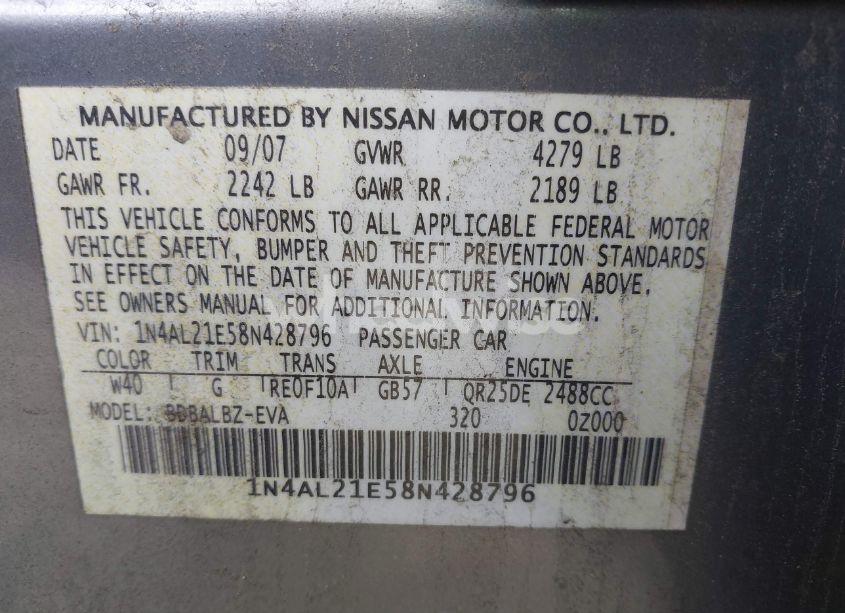 MANUFACTURED BY NISSAN MOTOR CO., LTD.
DATE 09/07 GVWR 4279 LB
GAWR FR. 2242 LB GAWR RR. 2189 LB
THIS VEHICLE CONFORMS TO ALL APPLICABLE FEDERAL MOTOR
VEHICLE SAFETY, BUMPER AND THEFT PREVENTION STANDARDS
IN EFFECT ON THE DATE OF MANUFACTURE SHOWN ABOVE.
SEE OWNERS MANUAL FOR ADDITIONAL INFORMATION.
VIN: 1N4AL21E58N428796 PASSENGER CAR
COLOR TRIM TRANS AXLE ENGINE
W40 G RE0F10A GB57 QR25DE 2488CC
MODEL: BDBALBZ-EVA 320 0Z000
1N4AL21E58N428796